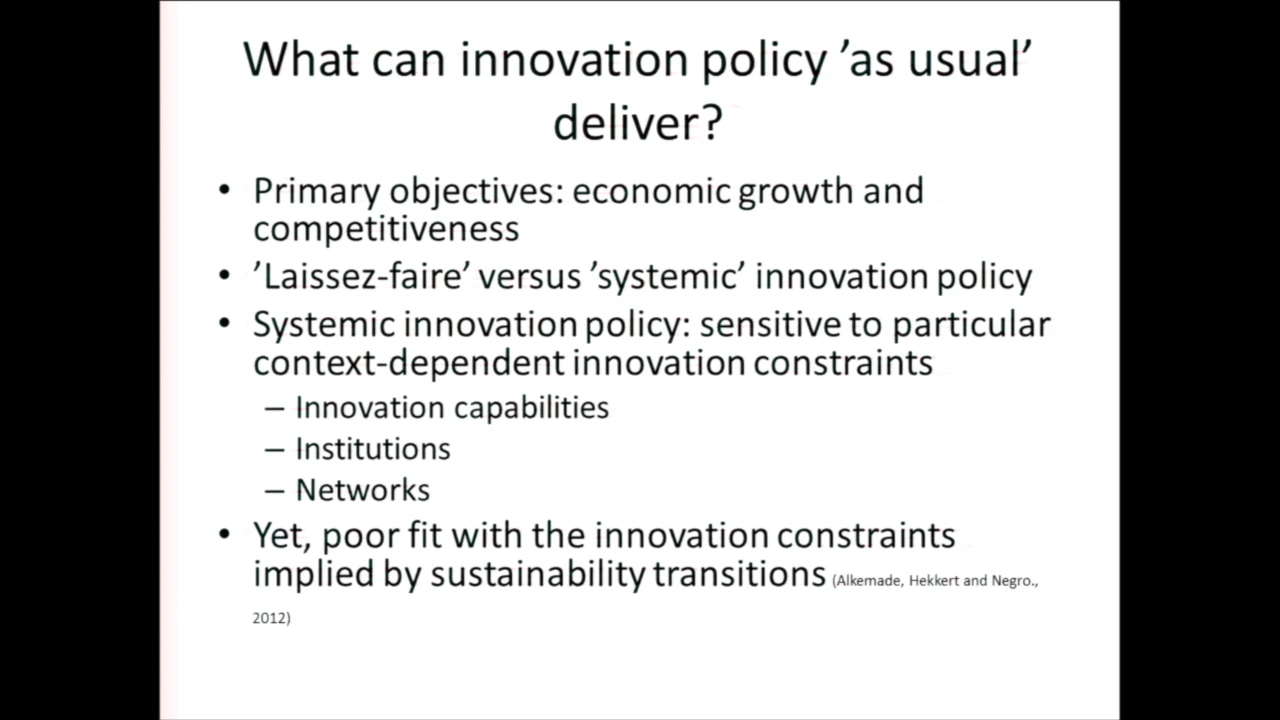 What can innovation policy ’as usual’
deliver?
• Primary objectives: economic growth and
competitiveness
• ’Laissez-faire’ versus ’systemic’ innovation policy
• Systemic innovation policy: sensitive to particular
context-dependent innovation constraints
– Innovation capabilities
– Institutions
– Networks
• Yet, poor fit with the innovation constraints
implied by sustainability transitions (Alkemade, Hekkert and Negro.,
2012)